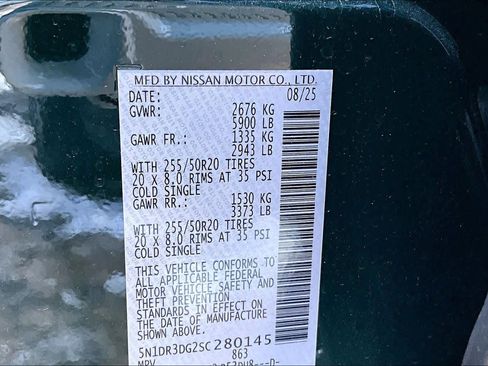 MFD BY NISSAN MOTOR CO., LTD.
DATE: 08/25
GVWR: 2676 KG
5900 LB
GAWR FR.: 1335 KG
2943 LB
WITH 255/50R20 TIRES
20 X 8.0 RIMS AT 35 PSI
COLD SINGLE
GAWR RR.: 1530 KG
3373 LB
WITH 255/50R20 TIRES
20 X 8.0 RIMS AT 35 PSI
COLD SINGLE
THIS VEHICLE CONFORMS TO
ALL APPLICABLE FEDERAL
MOTOR VEHICLE SAFETY AND
THEFT PREVENTION
STANDARDS IN EFFECT ON
THE DATE OF MANUFACTURE
SHOWN ABOVE.
5N1DR3DG2SC280145
863
MPV